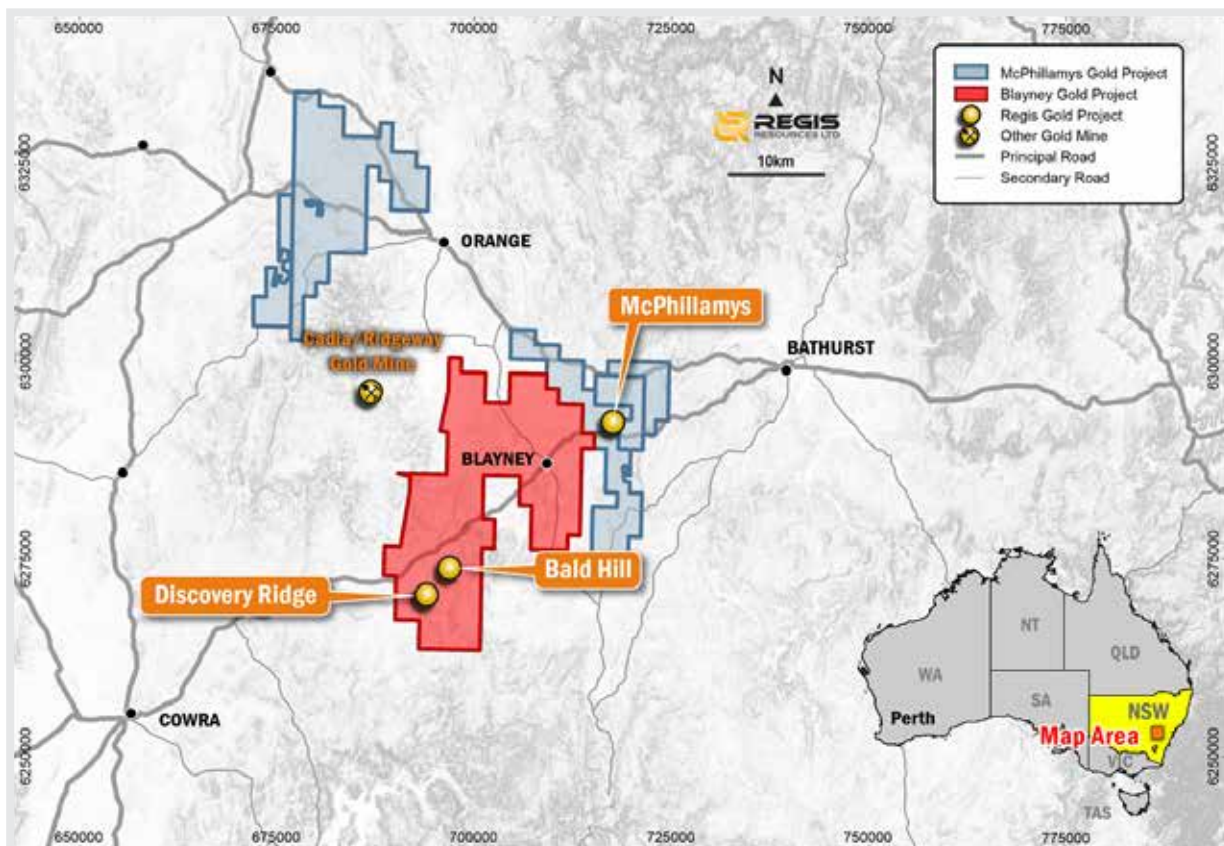 650000
675000
700000
725000
750000
775000
McPhillamys Gold Project
Blayney Gold Project
Regis Gold Project
Other Gold Mine
Principal Road
Secondary Road
N
REGIS
RESOURCES LTD
10km
6325000
6325000
ORANGE
McPhillamys
Cadia/Ridgeway
Gold Mine
BATHURST
6300000
6300000
BLAYNEY
Bald Hill
Discovery Ridge
6275000
6275000
COWRA
NT
QLD
WA
SA
NSW
Perth
Map Area
VIC
TAS
6250000
6250000
650000
675000
700000
725000
750000
775000